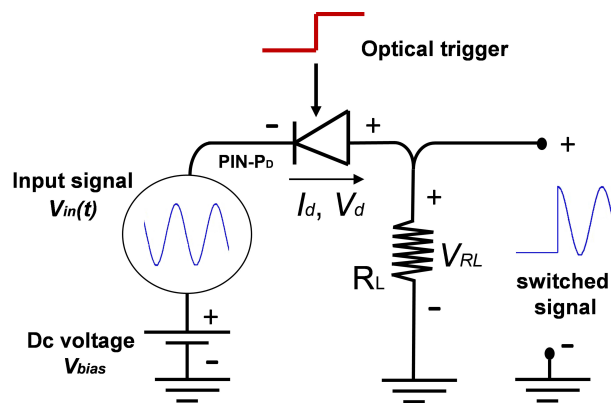 Optical trigger
-
+
PIN-PD
Id, Vd
+
Input signal
Vin(t)
+
RL
VRL
-
switched
signal
+
Dc voltage
Vbias
-
-